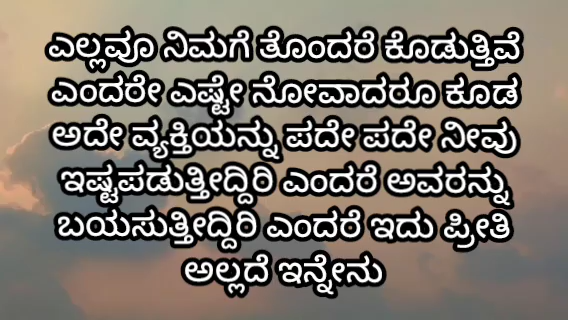 ಎಲ್ಲವೂ ನಿಮಗೆ ತೊಂದರೆ ಕೊಡುತ್ತಿವೆ
ಎಂದರೇ ಎಷ್ಟೇ ನೋವಾದರೂ ಕೂಡ
ಅದೇ ವ್ಯಕ್ತಿಯನ್ನು ಪದೇ ಪದೇ ನೀವು
ಇಷ್ಟಪಡುತ್ತೀದ್ದಿರಿ ಎಂದರೆ ಅವರನ್ನು
ಬಯಸುತ್ತೀದ್ದಿರಿ ಎಂದರೆ ಇದು ಪ್ರೀತಿ
ಅಲ್ಲದೆ ಇನ್ನೇನು